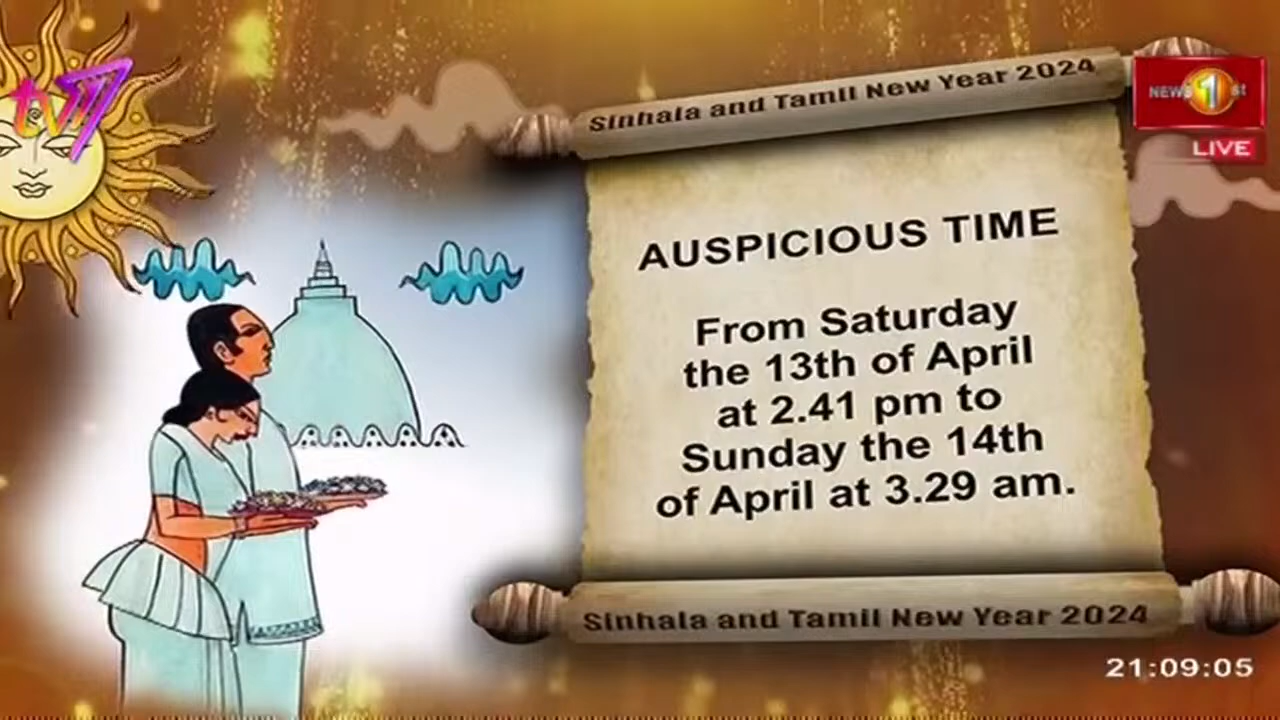 tv1
Sinhala and Tamil New Year 2024
NEWS 1st
LIVE
AUSPICIOUS TIME
From Saturday
the 13th of April
at 2.41 pm to
Sunday the 14th
of April at 3.29 am.
Sinhala and Tamil New Year 2024
21:09:05